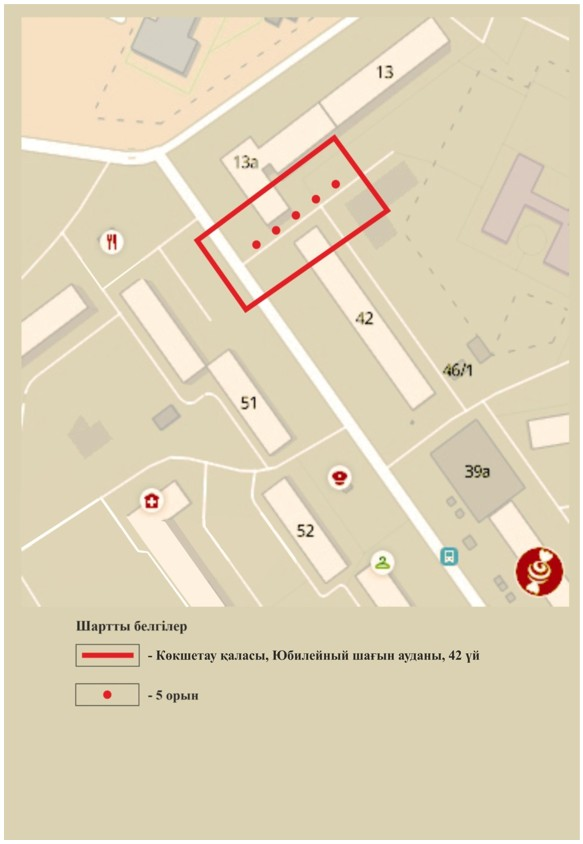 13
13а
42
46/1
51
39а
52
Шартты белгілер
- Көкшетау қаласы, Юбилейный шағын ауданы, 42 үй
- 5 орын